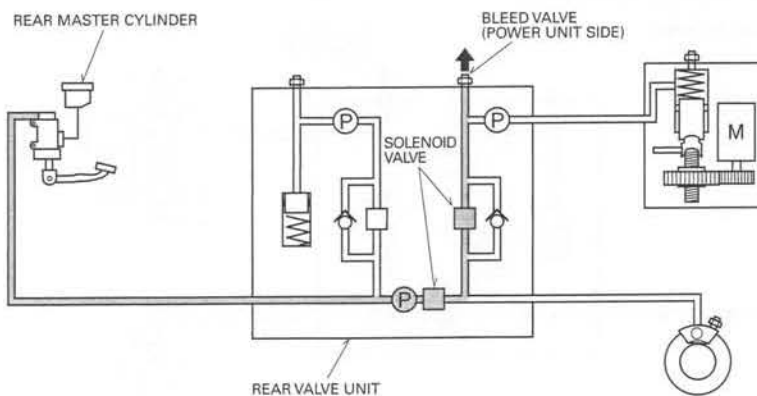 REAR MASTER CYLINDER
BLEED VALVE
(POWER UNIT SIDE)
P
P
SOLENOID
VALVE
M
P
REAR VALVE UNIT